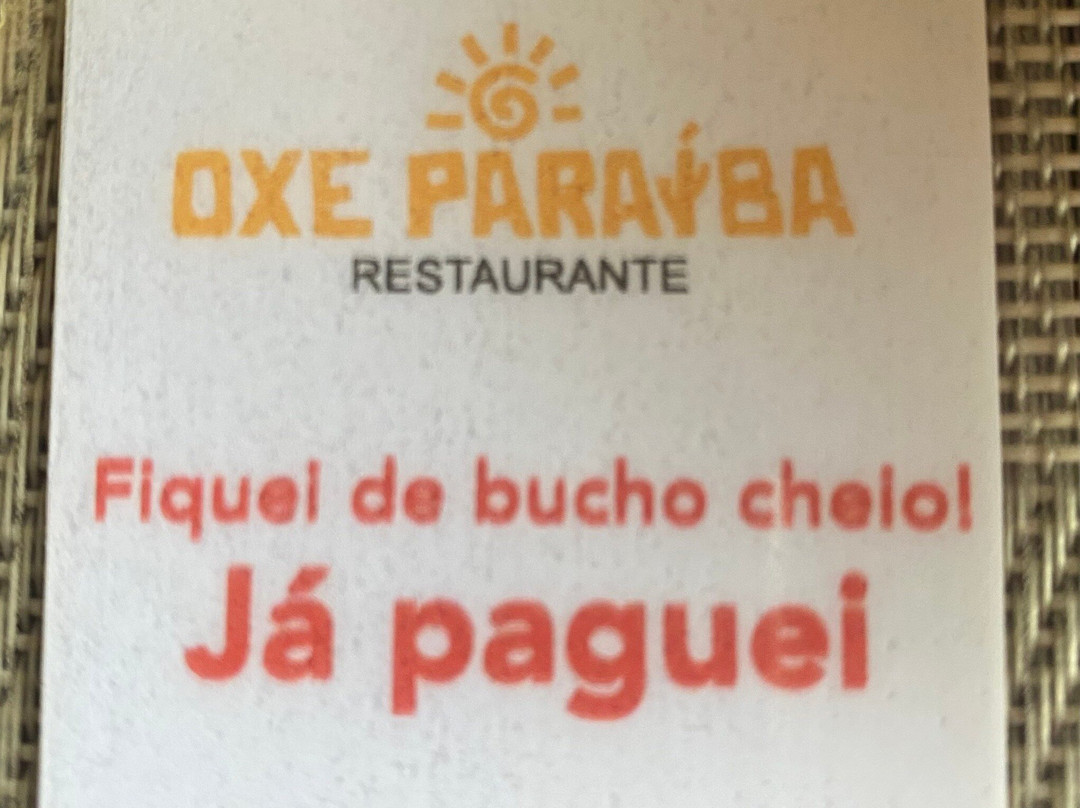 OXE PARAÍBA
RESTAURANTE
Fiquei de bucho cheio!
Já paguei